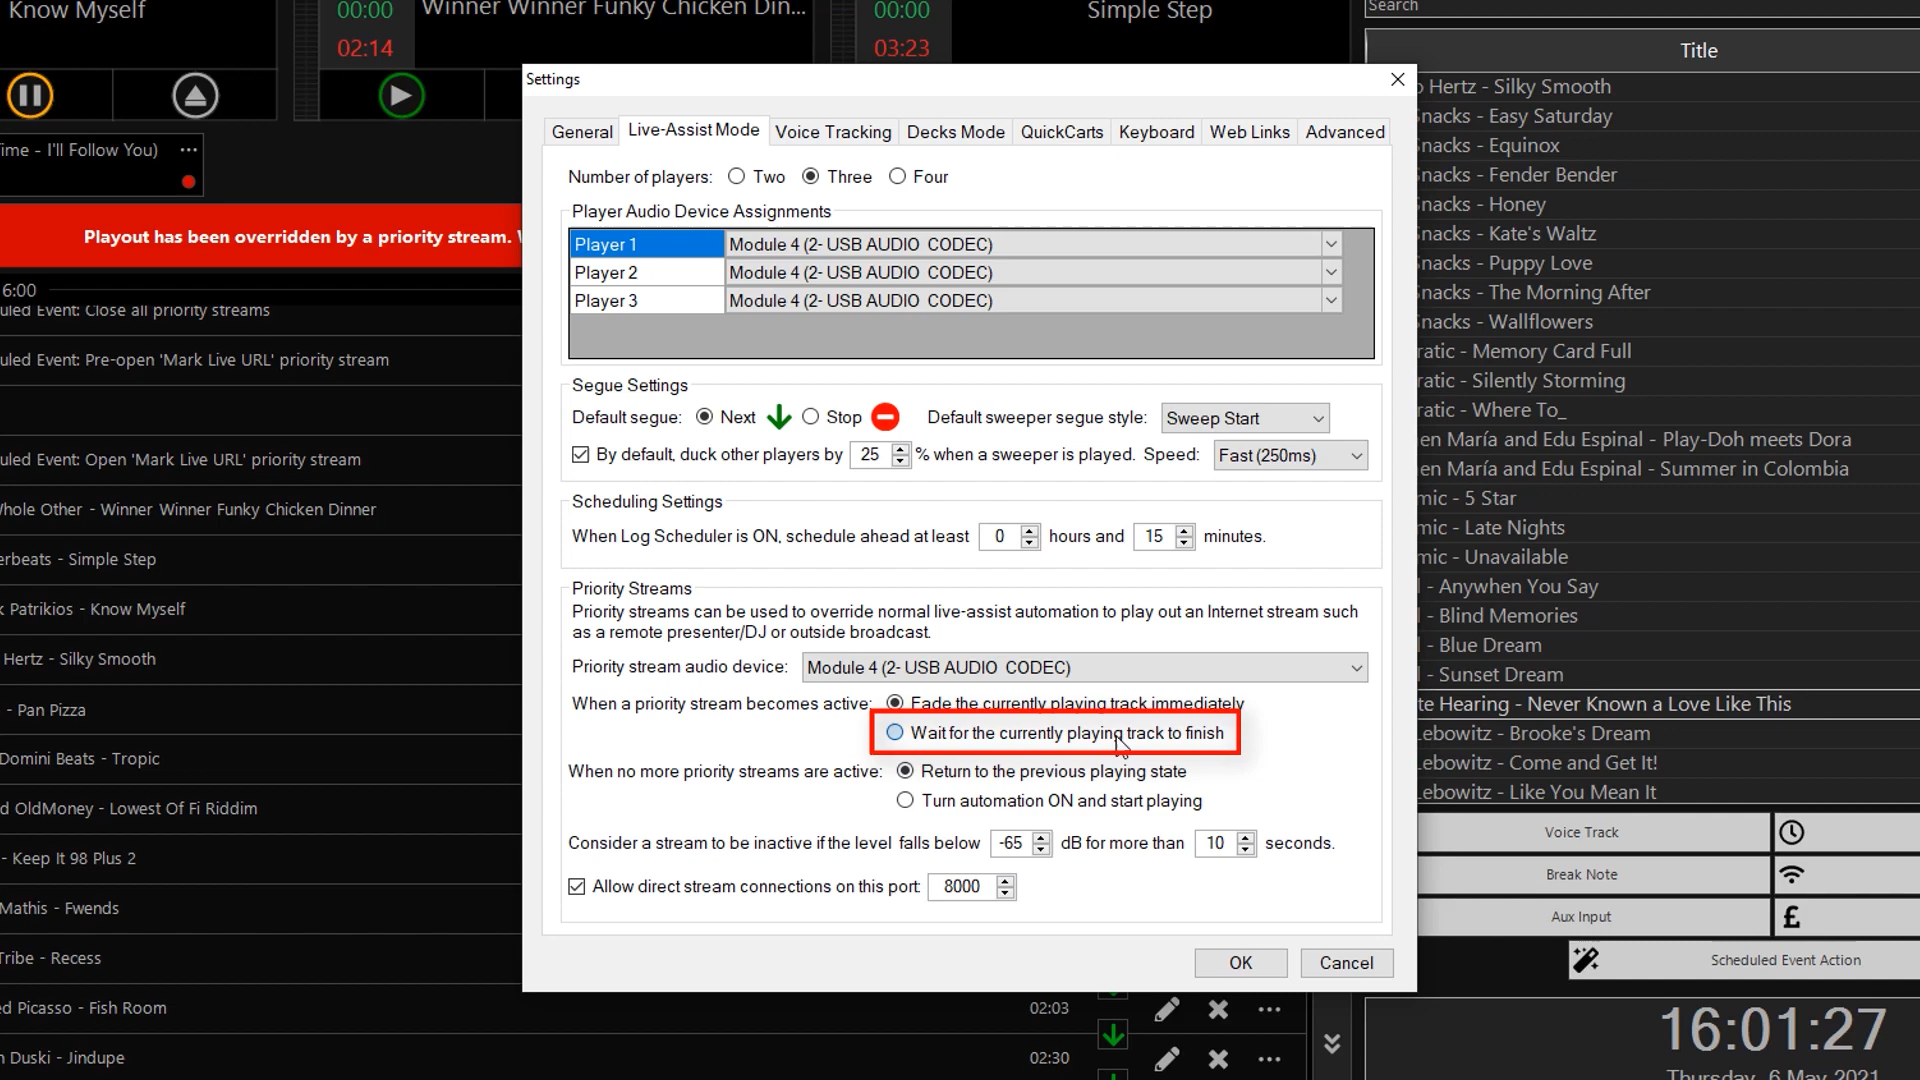 Know Myself
00:00
02:14
Winner Winner Funky Chicken Din...
00:00
03:23
Simple Step
Search
Title
Settings
General
Live-Assist Mode
Voice Tracking
Decks Mode
QuickCarts
Keyboard
Web Links
Advanced
ime - I'll Follow You)
Playout has been overridden by a priority stream.
6:00
uled Event: Close all priority streams
uled Event: Pre-open 'Mark Live URL' priority stream
uled Event: Open 'Mark Live URL' priority stream
hole Other - Winner Winner Funky Chicken Dinner
erbeats - Simple Step
k Patrikios - Know Myself
Hertz - Silky Smooth
- Pan Pizza
Domini Beats - Tropic
d OldMoney - Lowest Of Fi Riddim
- Keep It 98 Plus 2
Mathis - Fwends
Tribe - Recess
ed Picasso - Fish Room
02:03
n Duski - Jindupe
02:30
Number of players:
Two
Three
Four
Player Audio Device Assignments
Player 1
Module 4 (2- USB AUDIO CODEC)
Player 2
Module 4 (2- USB AUDIO CODEC)
Player 3
Module 4 (2- USB AUDIO CODEC)
Segue Settings
Default segue:
Next
Stop
Default sweeper segue style:
Sweep Start
By default, duck other players by 25 % when a sweeper is played. Speed: Fast (250ms)
Scheduling Settings
When Log Scheduler is ON, schedule ahead at least 0 hours and 15 minutes.
Priority Streams
Priority streams can be used to override normal live-assist automation to play out an Internet stream such
as a remote presenter/DJ or outside broadcast.
Priority stream audio device: Module 4 (2- USB AUDIO CODEC)
When a priority stream becomes active: Fade the currently playing track immediately
Wait for the currently playing track to finish
When no more priority streams are active: Return to the previous playing state
Turn automation ON and start playing
Consider a stream to be inactive if the level falls below -65 dB for more than 10 seconds.
Allow direct stream connections on this port: 8000
OK
Cancel
Hertz - Silky Smooth
nacks - Easy Saturday
nacks - Equinox
nacks - Fender Bender
nacks - Honey
nacks - Kate's Waltz
nacks - Puppy Love
nacks - The Morning After
nacks - Wallflowers
ratic - Memory Card Full
ratic - Silently Storming
ratic - Where To_
en María and Edu Espinal - Play-Doh meets Dora
en María and Edu Espinal - Summer in Colombia
mic - 5 Star
mic - Late Nights
mic - Unavailable
- Anywhen You Say
- Blind Memories
- Blue Dream
- Sunset Dream
te Hearing - Never Known a Love Like This
Lebowitz - Brooke's Dream
Lebowitz - Come and Get It!
Lebowitz - Like You Mean It
Voice Track
Break Note
Aux Input
£
Scheduled Event Action
16:01:27
Thursday, 6 May 2021